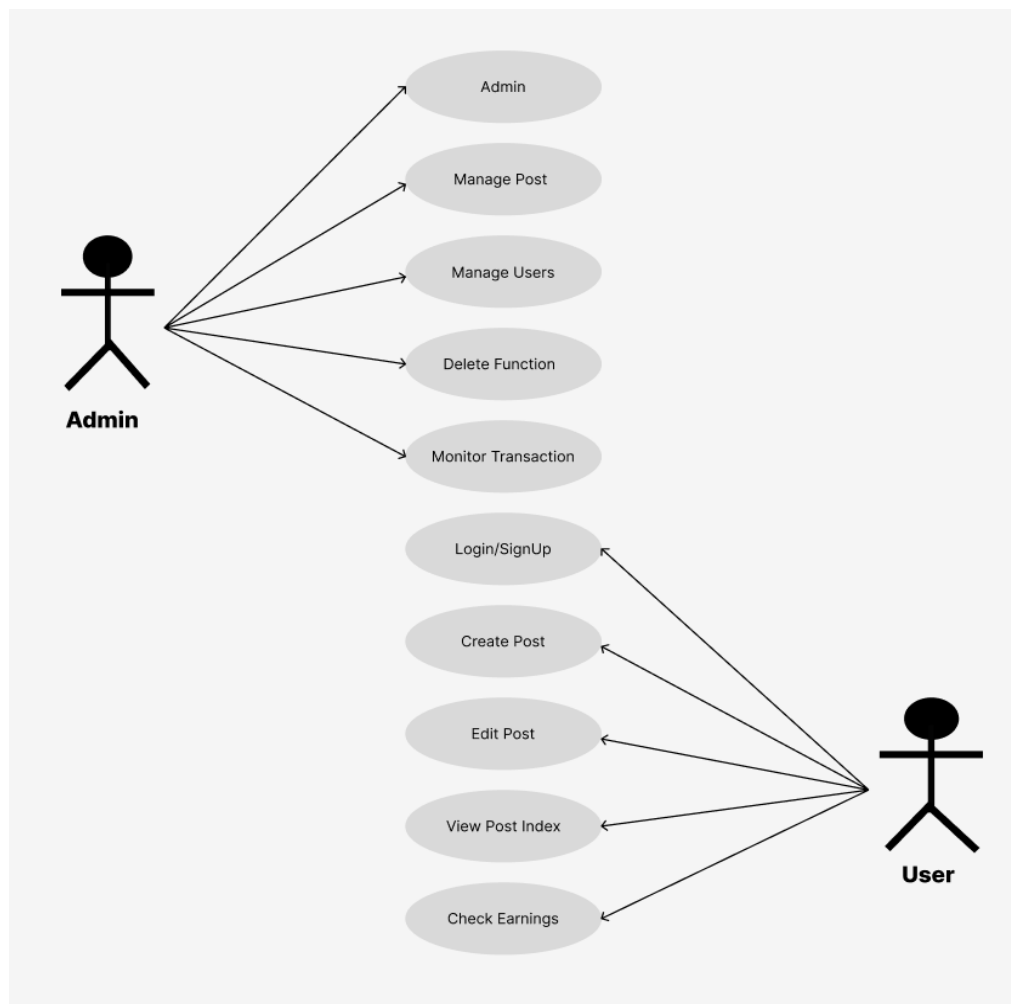 Admin
Manage Post
Manage Users
Delete Function
Admin
Monitor Transaction
Login/SignUp
Create Post
Edit Post
View Post Index
User
Check Earnings